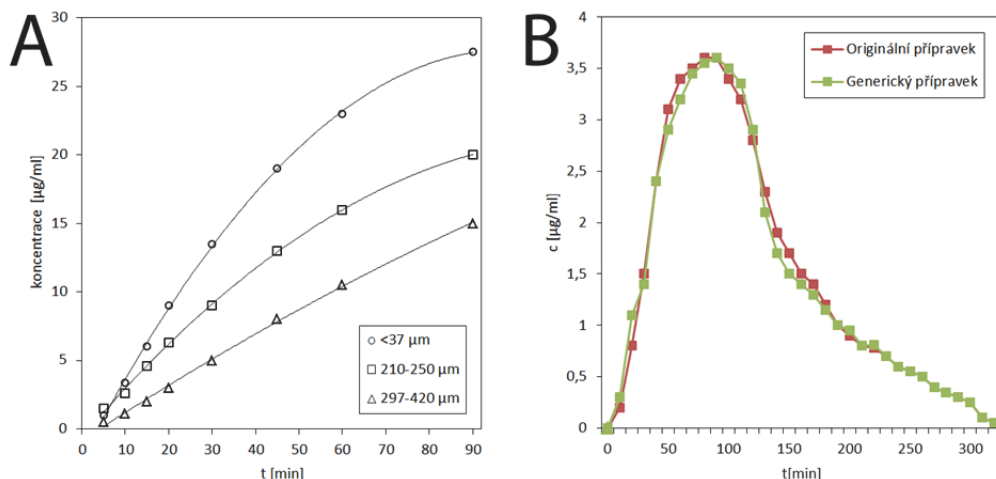 A
koncentrace [µg/ml]
30
25
20
15
10
5
0
0 10 20 30 40 50 60 70 80 90
t [min]
<37 µm
210-250 µm
297-420 µm
B
c [µg/ml]
4
3,5
3
2,5
2
1,5
1
0,5
0
0 50 100 150 200 250 300
t[min]
Originální přípravek
Generický přípravek